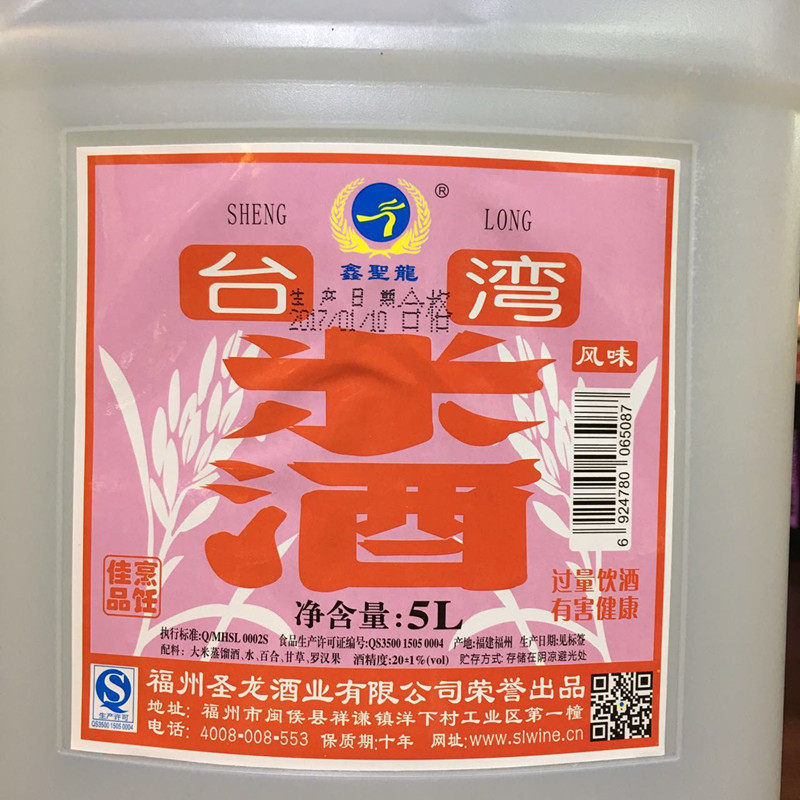 SHENG LONG
®
鑫聖龍
台湾
生产日期合格
2017/01/10 合格
米酒
风味
6 924780 065087
烹饪佳品
过量饮酒
有害健康
净含量:5L
执行标准:Q/MHSL 0002S 食品生产许可证编号:QS3500 1505 0004 产地:福建福州 生产日期:见标签
配料: 大米蒸馏酒、水、百合、甘草、罗汉果 酒精度:20±1%(vol) 贮存方式:存储在阴凉避光处
QS
生产许可
QS3500 1505 0004
福州圣龙酒业有限公司荣誉出品
地址: 福州市闽侯县祥谦镇洋下村工业区第一幢
电话: 4008-008-553 保质期:十年 网址:www.slwine.cn